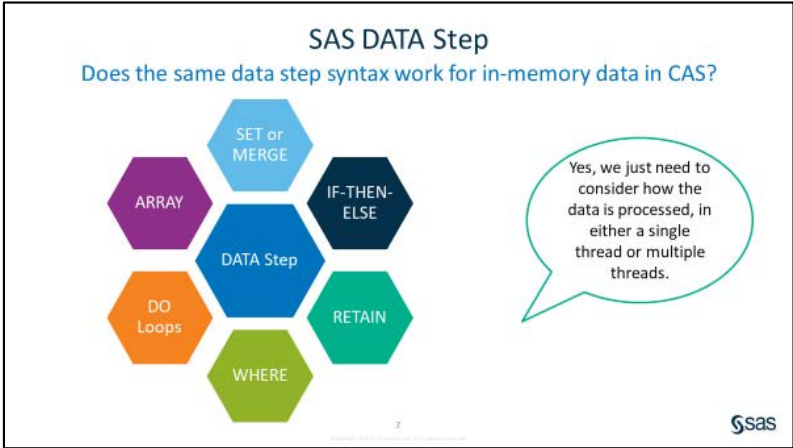 SAS DATA Step
Does the same data step syntax work for in-memory data in CAS?
SET or
MERGE
ARRAY
IF-THEN-
ELSE
DATA Step
DO
Loops
RETAIN
WHERE
Yes, we just need to
consider how the
data is processed, in
either a single
thread or multiple
threads.
2
sas